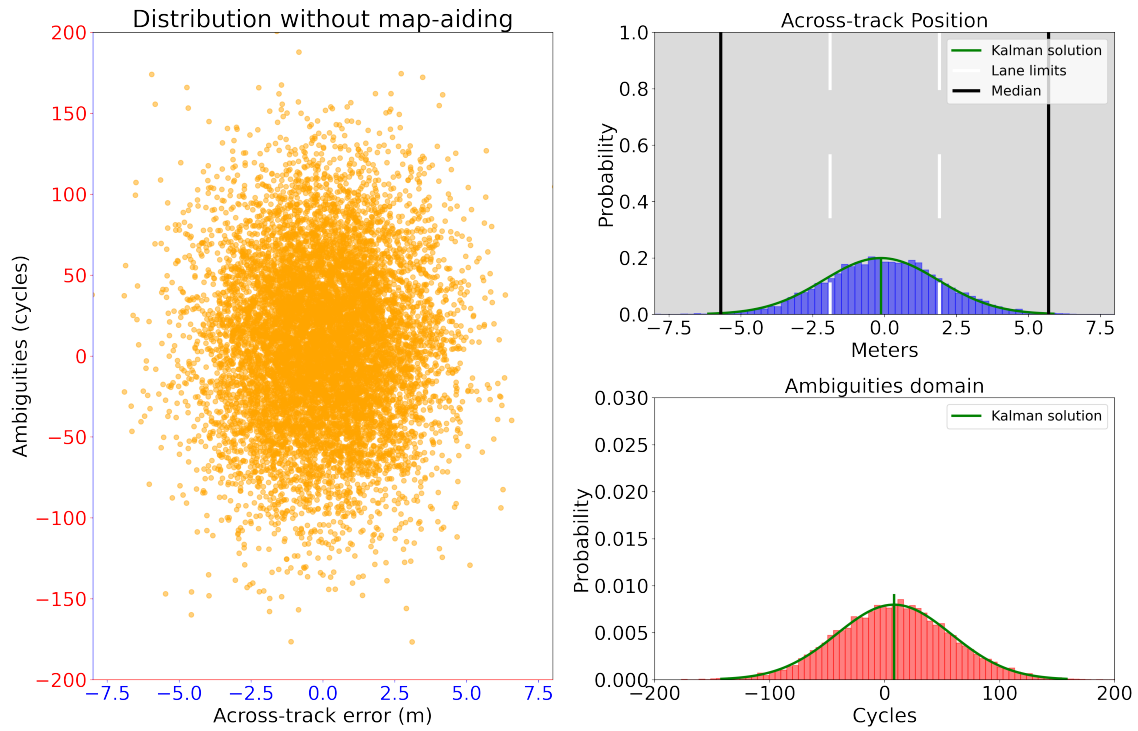 Distribution without map-aiding
200
150
100
50
0
−50
−100
−150
−200
Ambiguities (cycles)
−7.5 −5.0 −2.5 0.0 2.5 5.0 7.5
Across-track error (m)
Across-track Position
1.0
0.8
0.6
0.4
0.2
0.0
Probability
Kalman solution
Lane limits
Median
−7.5 −5.0 −2.5 0.0 2.5 5.0 7.5
Meters
Ambiguities domain
0.030
0.025
0.020
0.015
0.010
0.005
0.000
Probability
Kalman solution
−200 −100 0 100 200
Cycles